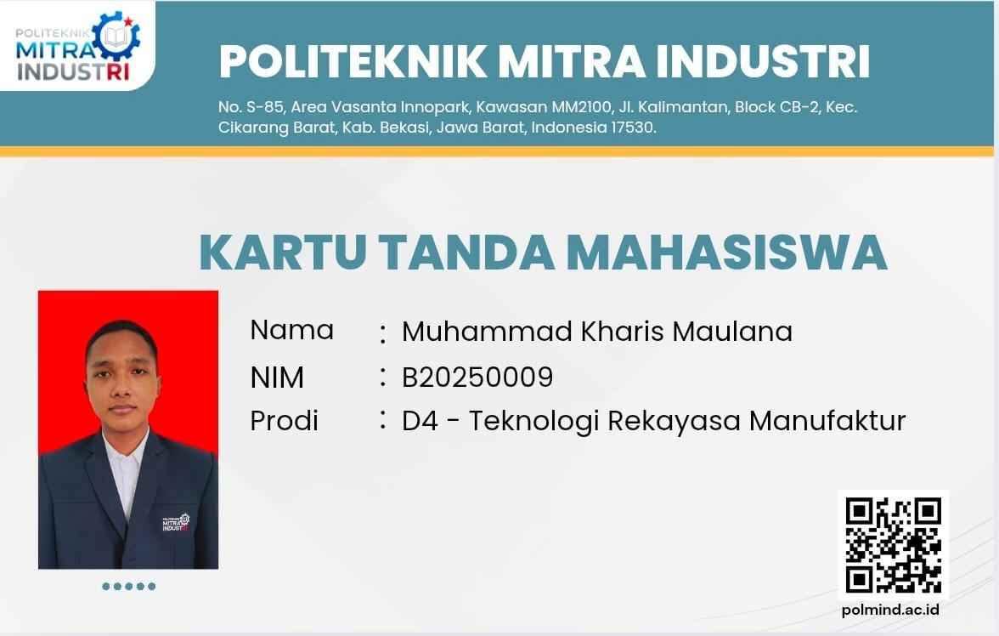 POLITEKNIK
MITRA
INDUSTRI
POLITEKNIK MITRA INDUSTRI
No. S-85, Area Vasanta Innopark, Kawasan MM2100, Jl. Kalimantan, Block CB-2, Kec.
Cikarang Barat, Kab. Bekasi, Jawa Barat, Indonesia 17530.
KARTU TANDA MAHASISWA
Nama : Muhammad Kharis Maulana
NIM : B20250009
Prodi : D4 - Teknologi Rekayasa Manufaktur
POLITEKNIK
MITRA
INDUSTRI
polmind.ac.id